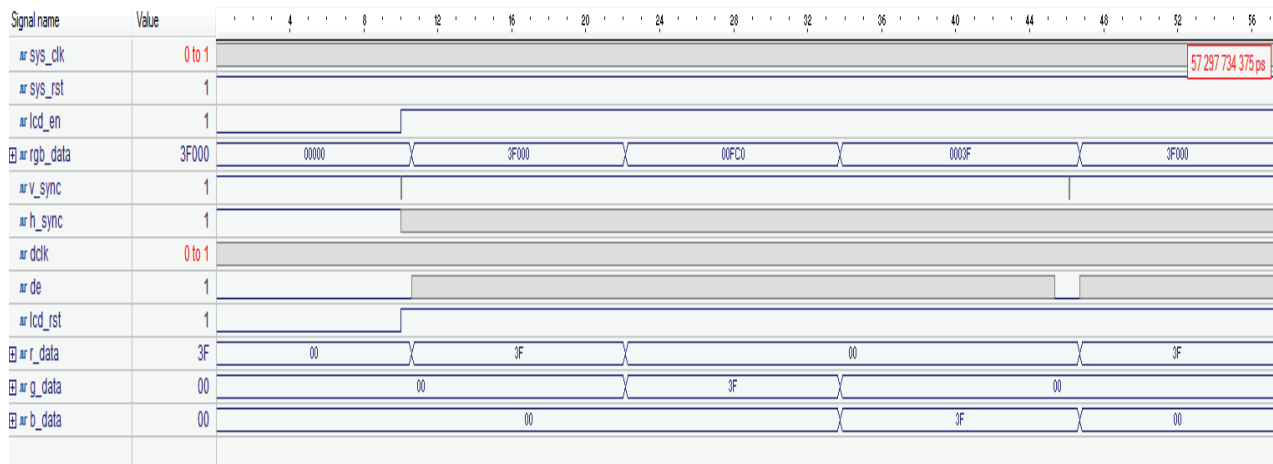 Signal name Value 4 8 12 16 20 24 28 32 36 40 44 48 52 56
sys_clk 0 to 1 57 297 734 375 ps
sys_rst 1
lcd_en 1
rgb_data 3F000 00000 3F000 00FC0 0003F 3F000
v_sync 1
h_sync 1
dclk 0 to 1
de 1
lcd_rst 1
r_data 3F 00 3F 00 3F
g_data 00 00 3F 00
b_data 00 00 3F 00